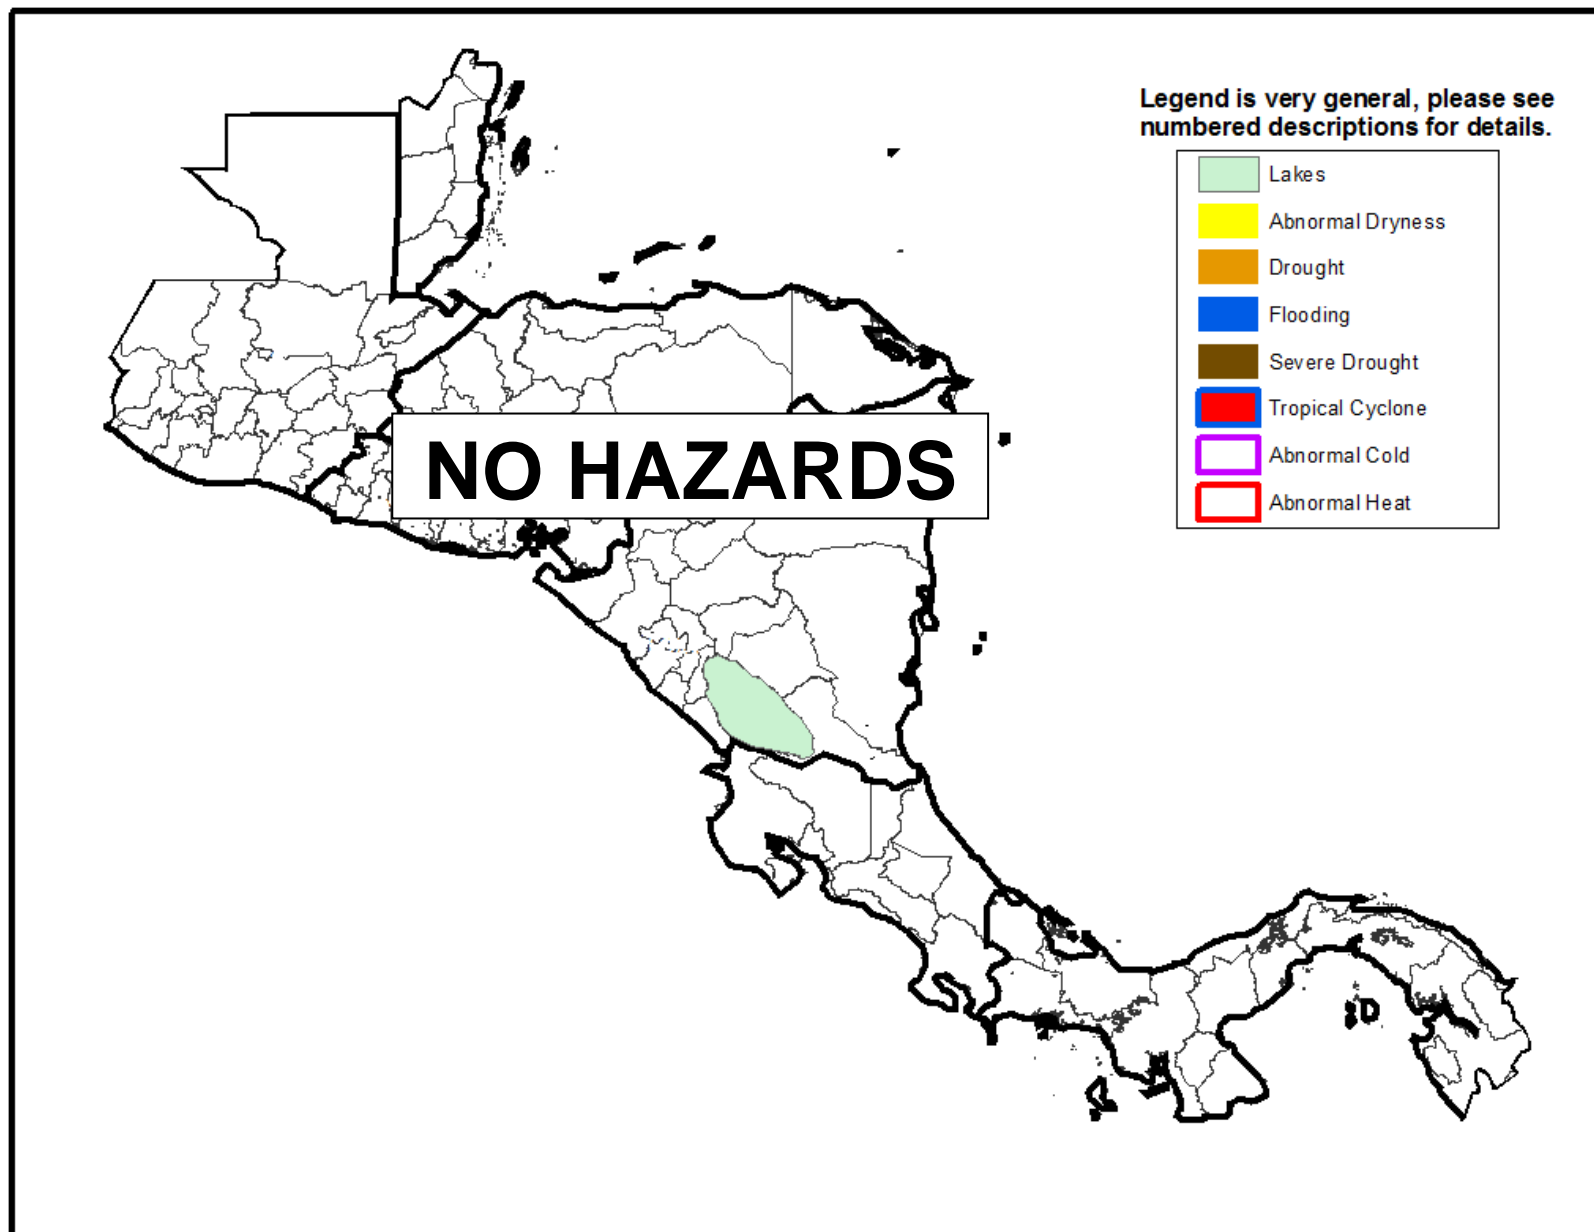 Legend is very general, please see
numbered descriptions for details.
Lakes
Abnormal Dryness
Drought
Flooding
Severe Drought
Tropical Cyclone
Abnormal Cold
Abnormal Heat
NO HAZARDS